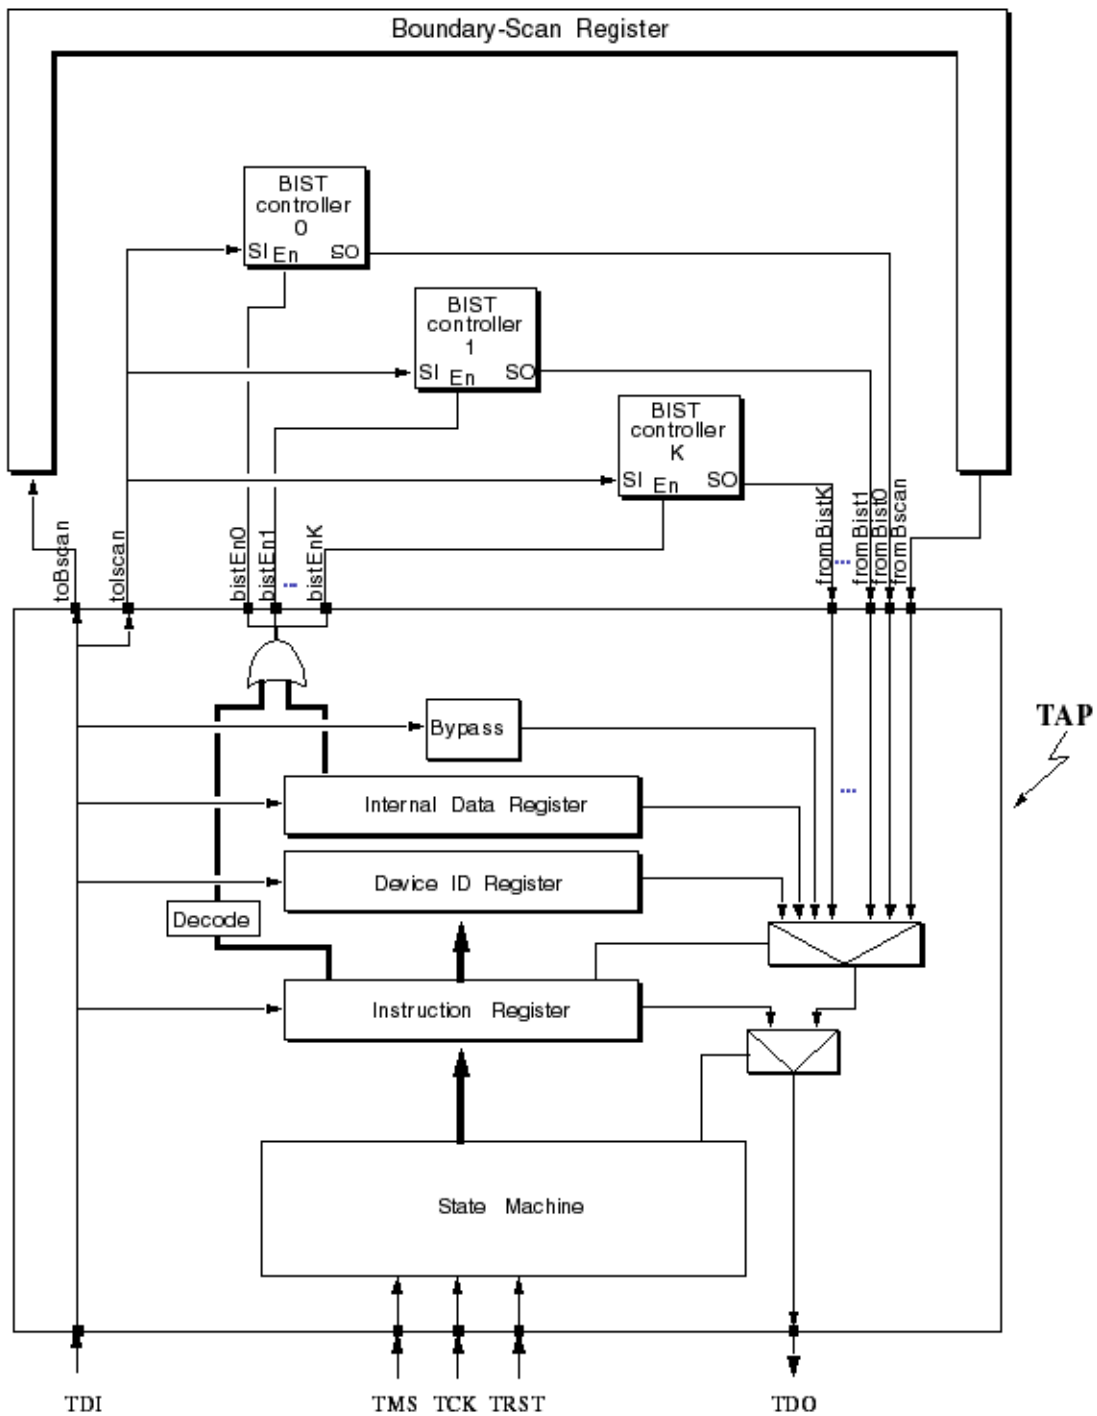 Boundary-Scan Register
BIST
controller
0
SI
En
SO
BIST
controller
1
SI
En
SO
BIST
controller
K
SI
En
SO
toBscan
toIscan
bistEn0
bistEn1
...
bistEnK
fromBistK
...
fromBist1
fromBist0
fromBscan
TAP
Bypass
...
Internal Data Register
Device ID Register
Decode
Instruction Register
State Machine
TDI
TMS
TCK
TRST
TDO